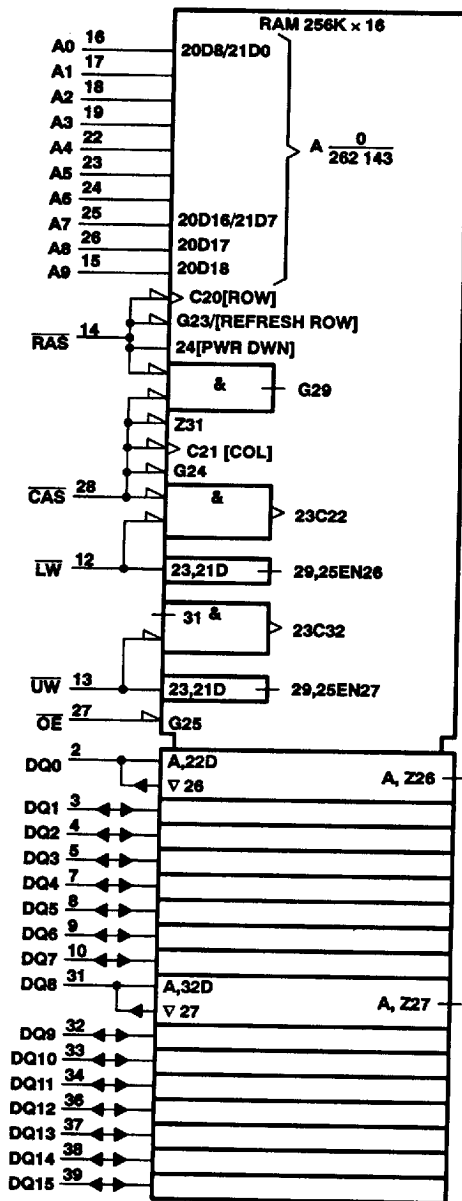 RAM 256K × 16
A0 16 20D8/21D0
A1 17
A2 18
A3 19
A4 22
A5 23
A6 24
A7 25 20D16/21D7
A8 26 20D17
A9 15 20D18
A 0
262 143
C20[ROW]
G23/[REFRESH ROW]
RAS 14 24[PWR DWN]
& G29
Z31
C21 [COL]
G24
CAS 28 & 23C22
LW 12 23,21D 29,25EN26
31 & 23C32
UW 13 23,21D 29,25EN27
OE 27 G25
DQ0 2 A,22D
∇ 26 A, Z26
DQ1 3
DQ2 4
DQ3 5
DQ4 7
DQ5 8
DQ6 9
DQ7 10
DQ8 31 A,32D
∇ 27 A, Z27
DQ9 32
DQ10 33
DQ11 34
DQ12 36
DQ13 37
DQ14 38
DQ15 39